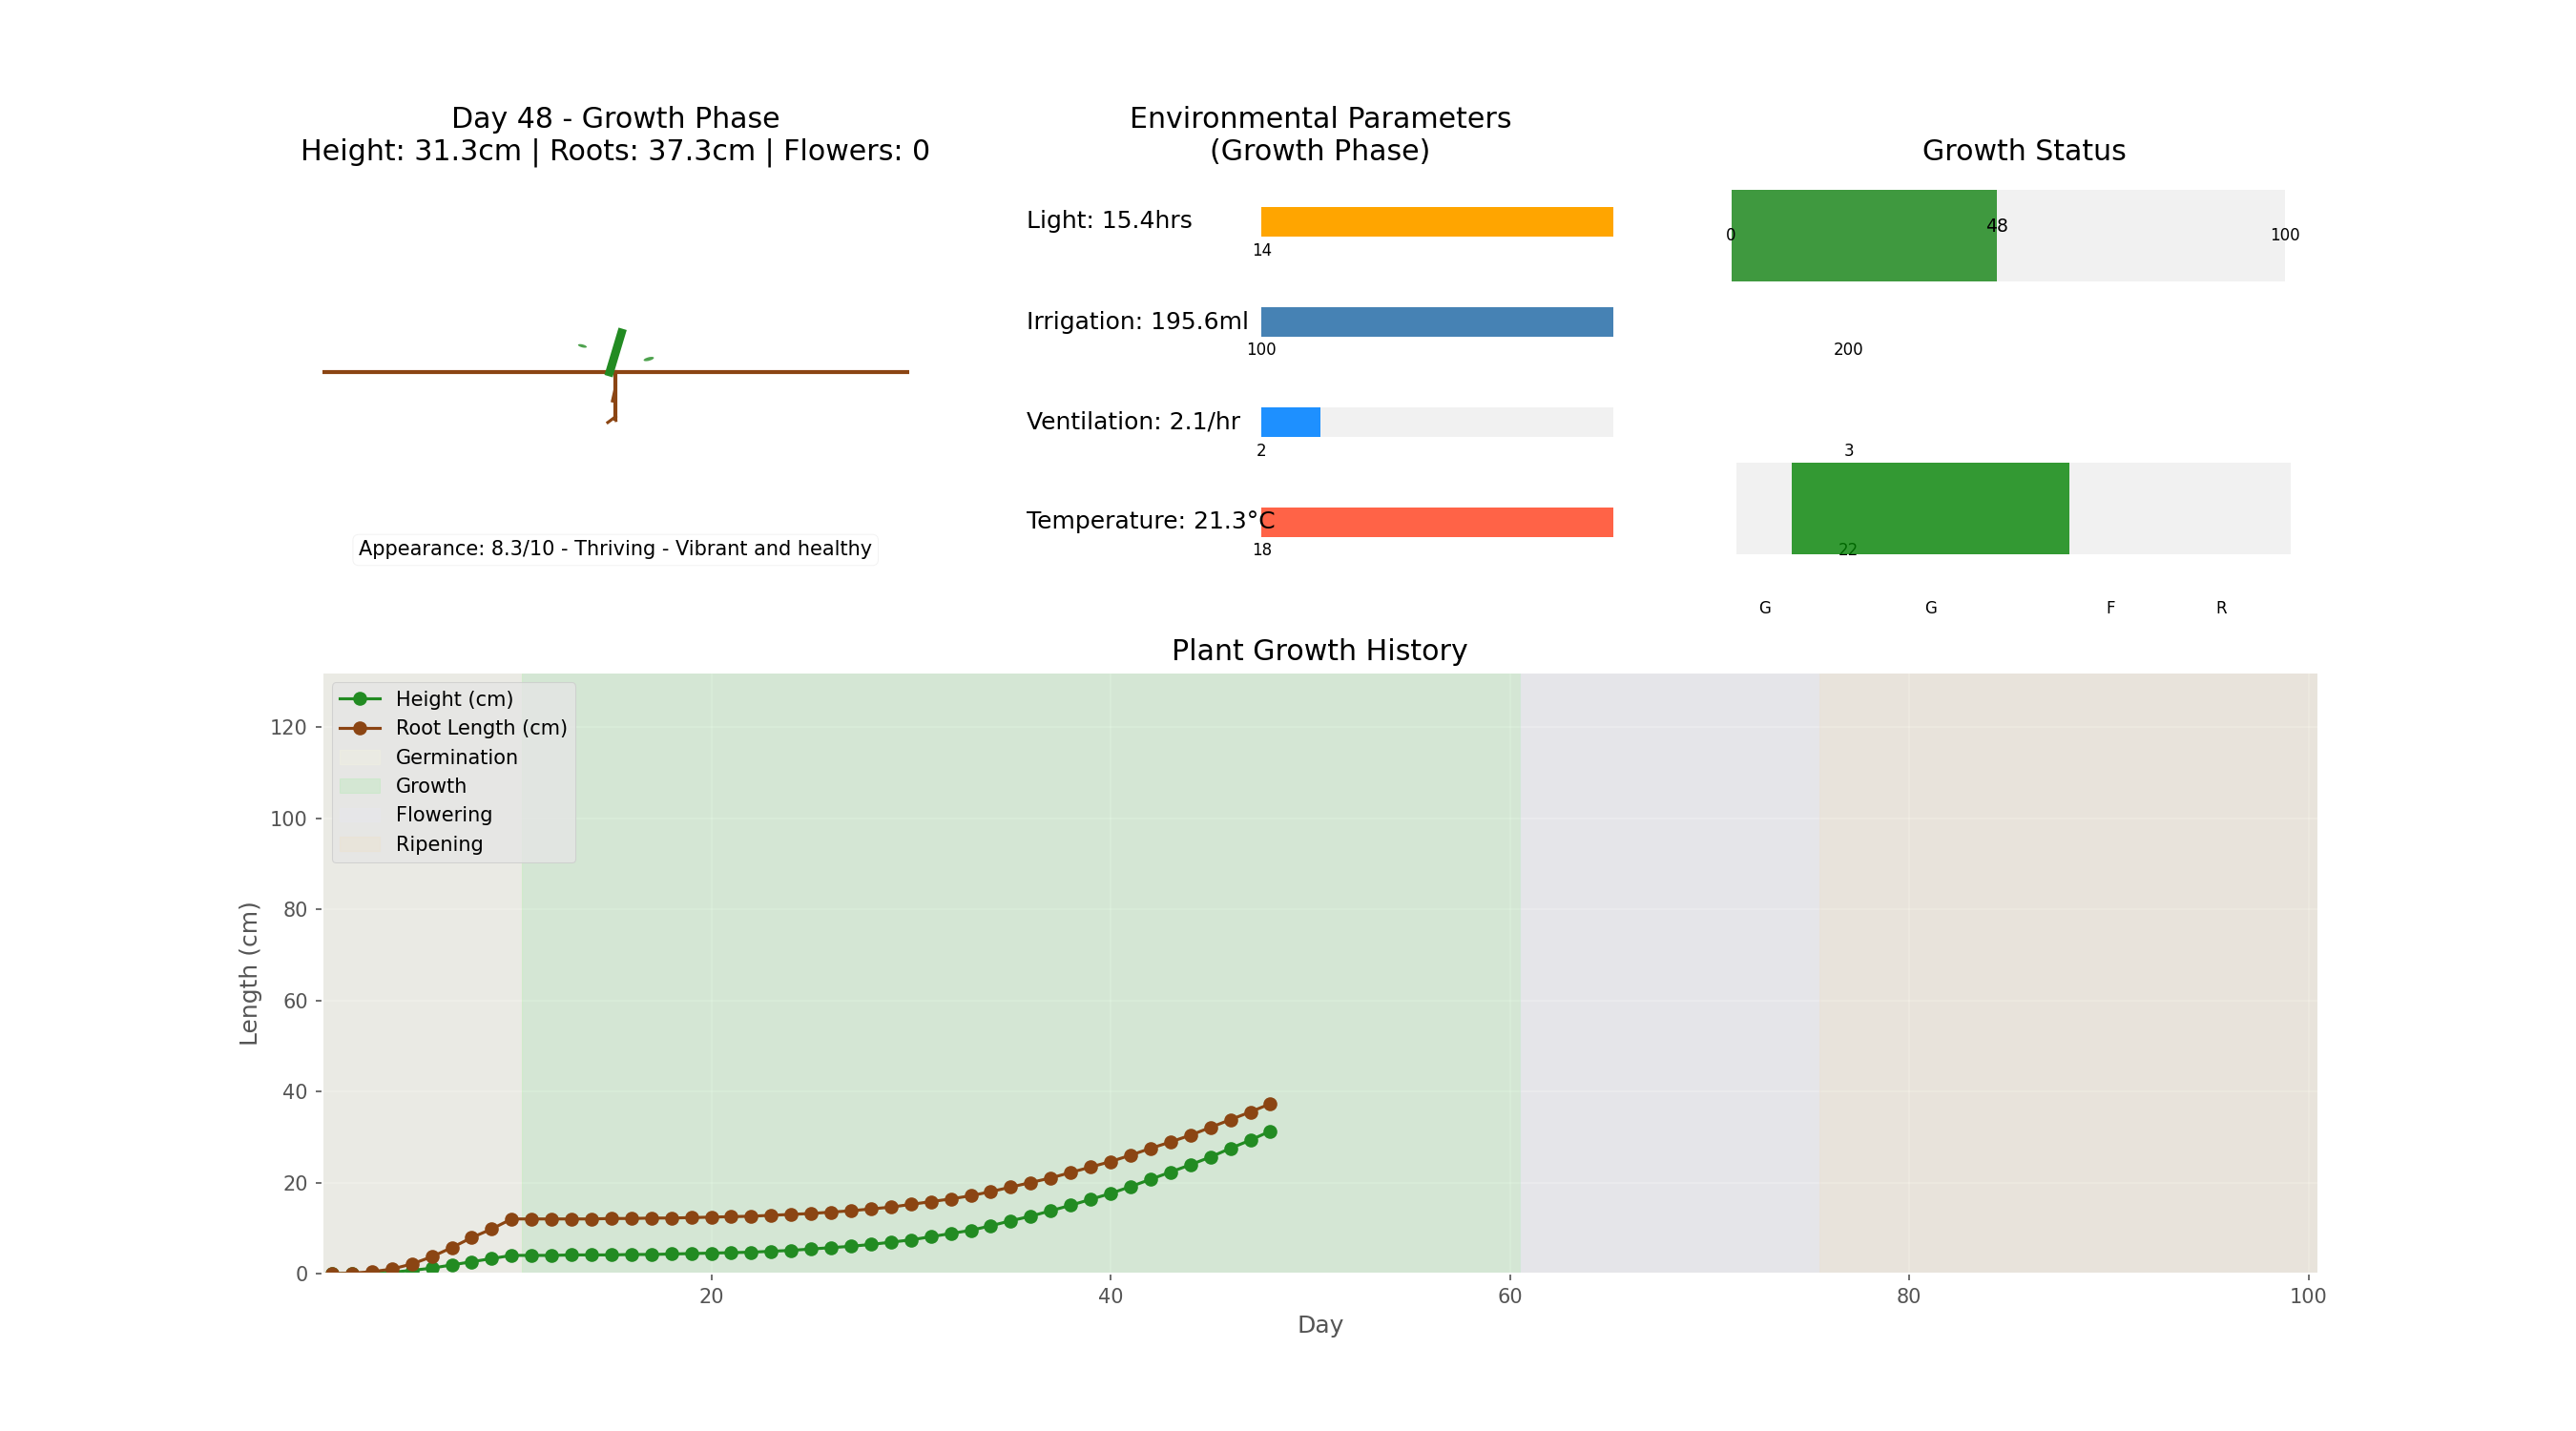 Day 48 - Growth Phase
Height: 31.3cm | Roots: 37.3cm | Flowers: 0
Appearance: 8.3/10 - Thriving - Vibrant and healthy
Environmental Parameters
(Growth Phase)
Light: 15.4hrs
14
Irrigation: 195.6ml
100
200
Ventilation: 2.1/hr
2
3
Temperature: 21.3°C
18
22
Growth Status
0
48
100
G
G
F
R
Plant Growth History
Height (cm)
Root Length (cm)
Germination
Growth
Flowering
Ripening
Length (cm)
120
100
80
60
40
20
0
20
40
60
80
100
Day